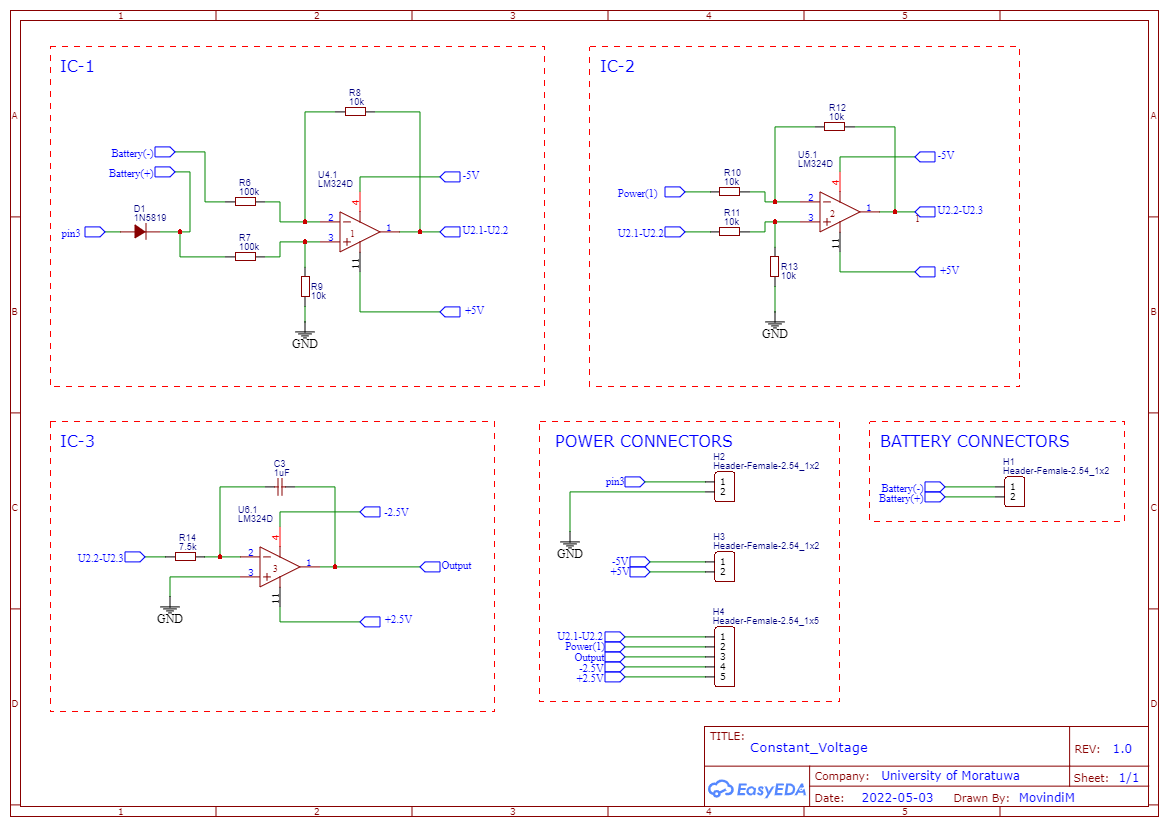 1 2 3 4 5
A A
B B
C C
D D
IC-1
R8
10k
Battery(-)
Battery(+)
R6
100k
U4.1
LM324D
-5V
4
D1
1N5819
pin3
2
3
1
1
U2.1-U2.2
R7
100k
11
R9
10k
+5V
GND
IC-2
R12
10k
U5.1
LM324D
-5V
R10
10k
4
Power(1)
2
R11
10k
3
2
1
U2.2-U2.3
1
U2.1-U2.2
11
R13
10k
+5V
GND
IC-3
C3
1uF
U6.1
LM324D
-2.5V
4
R14
7.5k
U2.2-U2.3
2
3
3
1
Output
11
GND
+2.5V
POWER CONNECTORS
H2
Header-Female-2.54_1x2
pin3
1
2
GND
H3
Header-Female-2.54_1x2
-5V 1
+5V 2
H4
Header-Female-2.54_1x5
U2.1-U2.2 1
Power(1) 2
Output 3
-2.5V 4
+2.5V 5
BATTERY CONNECTORS
H1
Header-Female-2.54_1x2
Battery(-) 1
Battery(+) 2
TITLE:
Constant_Voltage
REV: 1.0
EasyEDA
Company: University of Moratuwa
Sheet: 1/1
Date: 2022-05-03 Drawn By: MovindiM
1 2 3 4 5